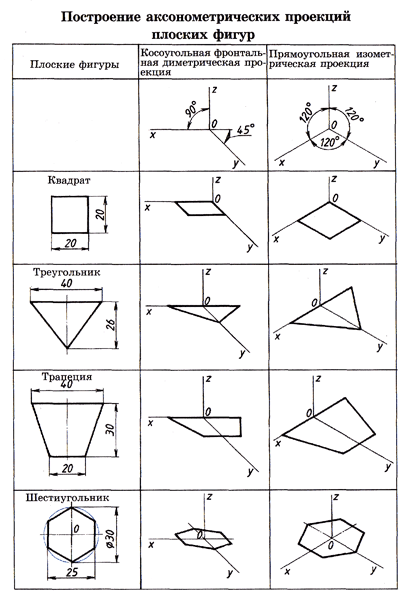 Построение аксонометрических проекций
плоских фигур
Плоские фигуры
Косоугольная фронталь-
ная диметрическая про-
екция
Прямоугольная изомет-
рическая проекция
z
90°
0
45°
x
y
z
120°
120°
0
120°
x
y
Квадрат
20
20
z
0
x
y
z
0
x
y
Треугольник
40
26
z
0
x
y
z
0
x
y
Трапеция
40
30
20
z
0
x
y
z
0
x
y
Шестиугольник
0
ø30
25
z
0
x
y
z
0
x
y